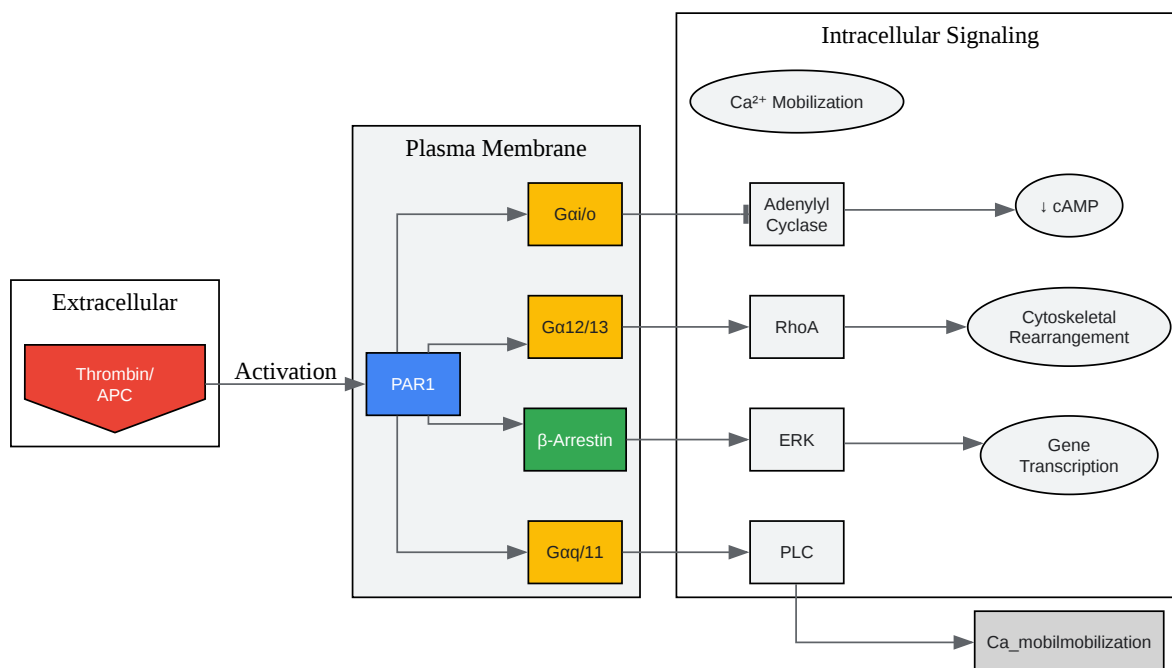 Intracellular Signaling
Ca²⁺ Mobilization
Plasma Membrane
Gαi/o
Adenylyl
Cyclase
↓ cAMP
Extracellular
Thrombin/
APC
Activation
PAR1
Gα12/13
RhoA
Cytoskeletal
Rearrangement
β-Arrestin
ERK
Gene
Transcription
Gαq/11
PLC
Ca_mobilmobilization